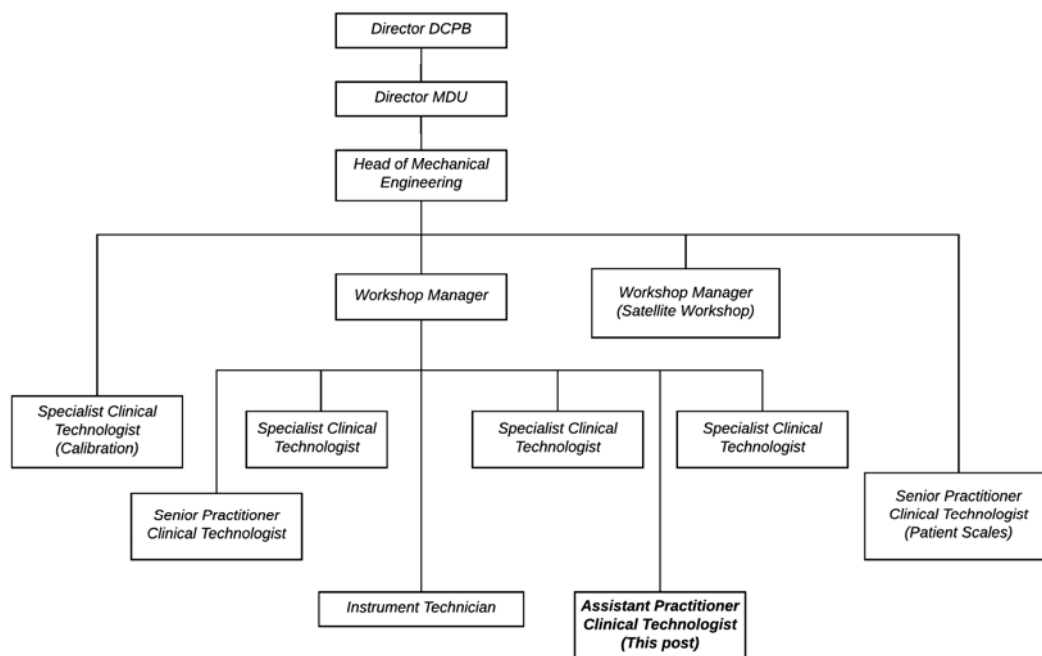 Director DCPB
Director MDU
Head of Mechanical
Engineering
Workshop Manager
Workshop Manager
(Satellite Workshop)
Specialist Clinical
Technologist
(Calibration)
Specialist Clinical
Technologist
Specialist Clinical
Technologist
Specialist Clinical
Technologist
Senior Practitioner
Clinical Technologist
Senior Practitioner
Clinical Technologist
(Patient Scales)
Instrument Technician
Assistant Practitioner
Clinical Technologist
(This post)